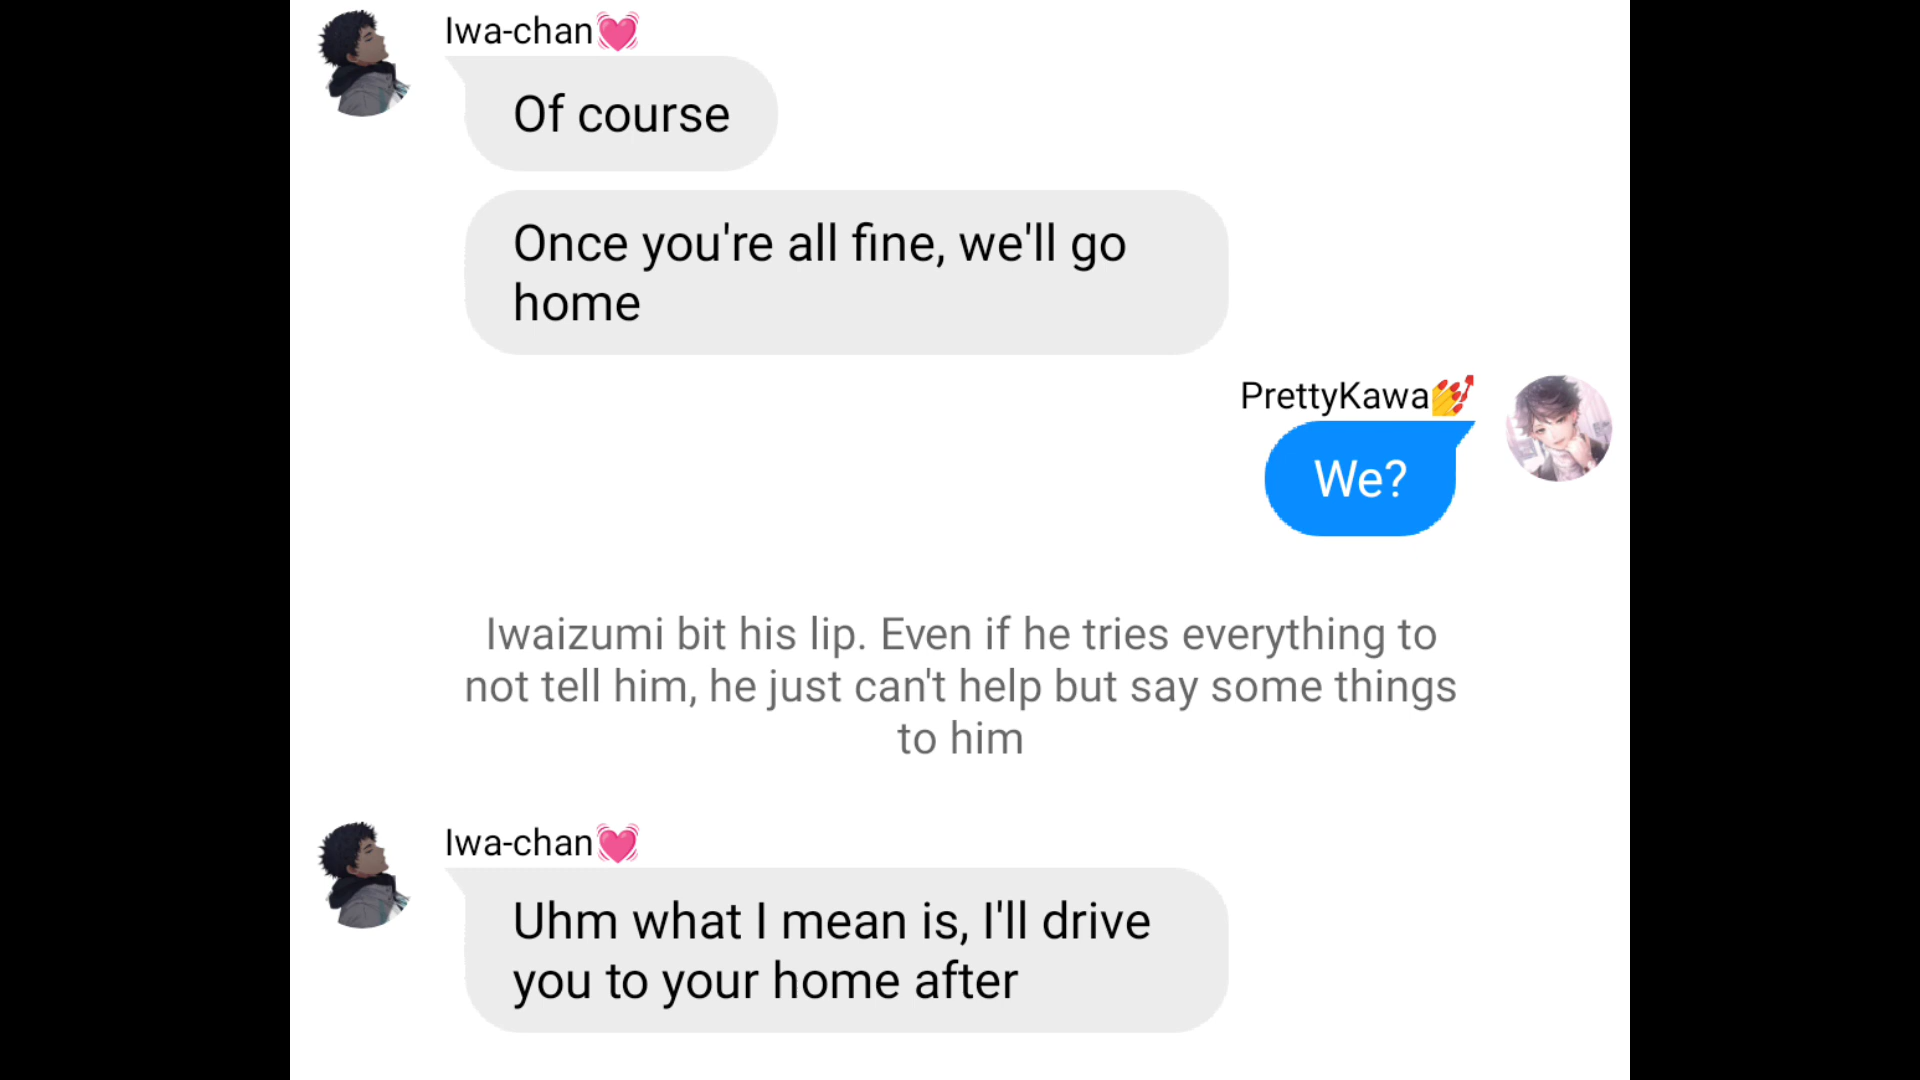 Iwa-chan💓
Of course
Once you're all fine, we'll go
home
PrettyKawa💅
We?
Iwaizumi bit his lip. Even if he tries everything to
not tell him, he just can't help but say some things
to him
Iwa-chan💓
Uhm what I mean is, I'll drive
you to your home after